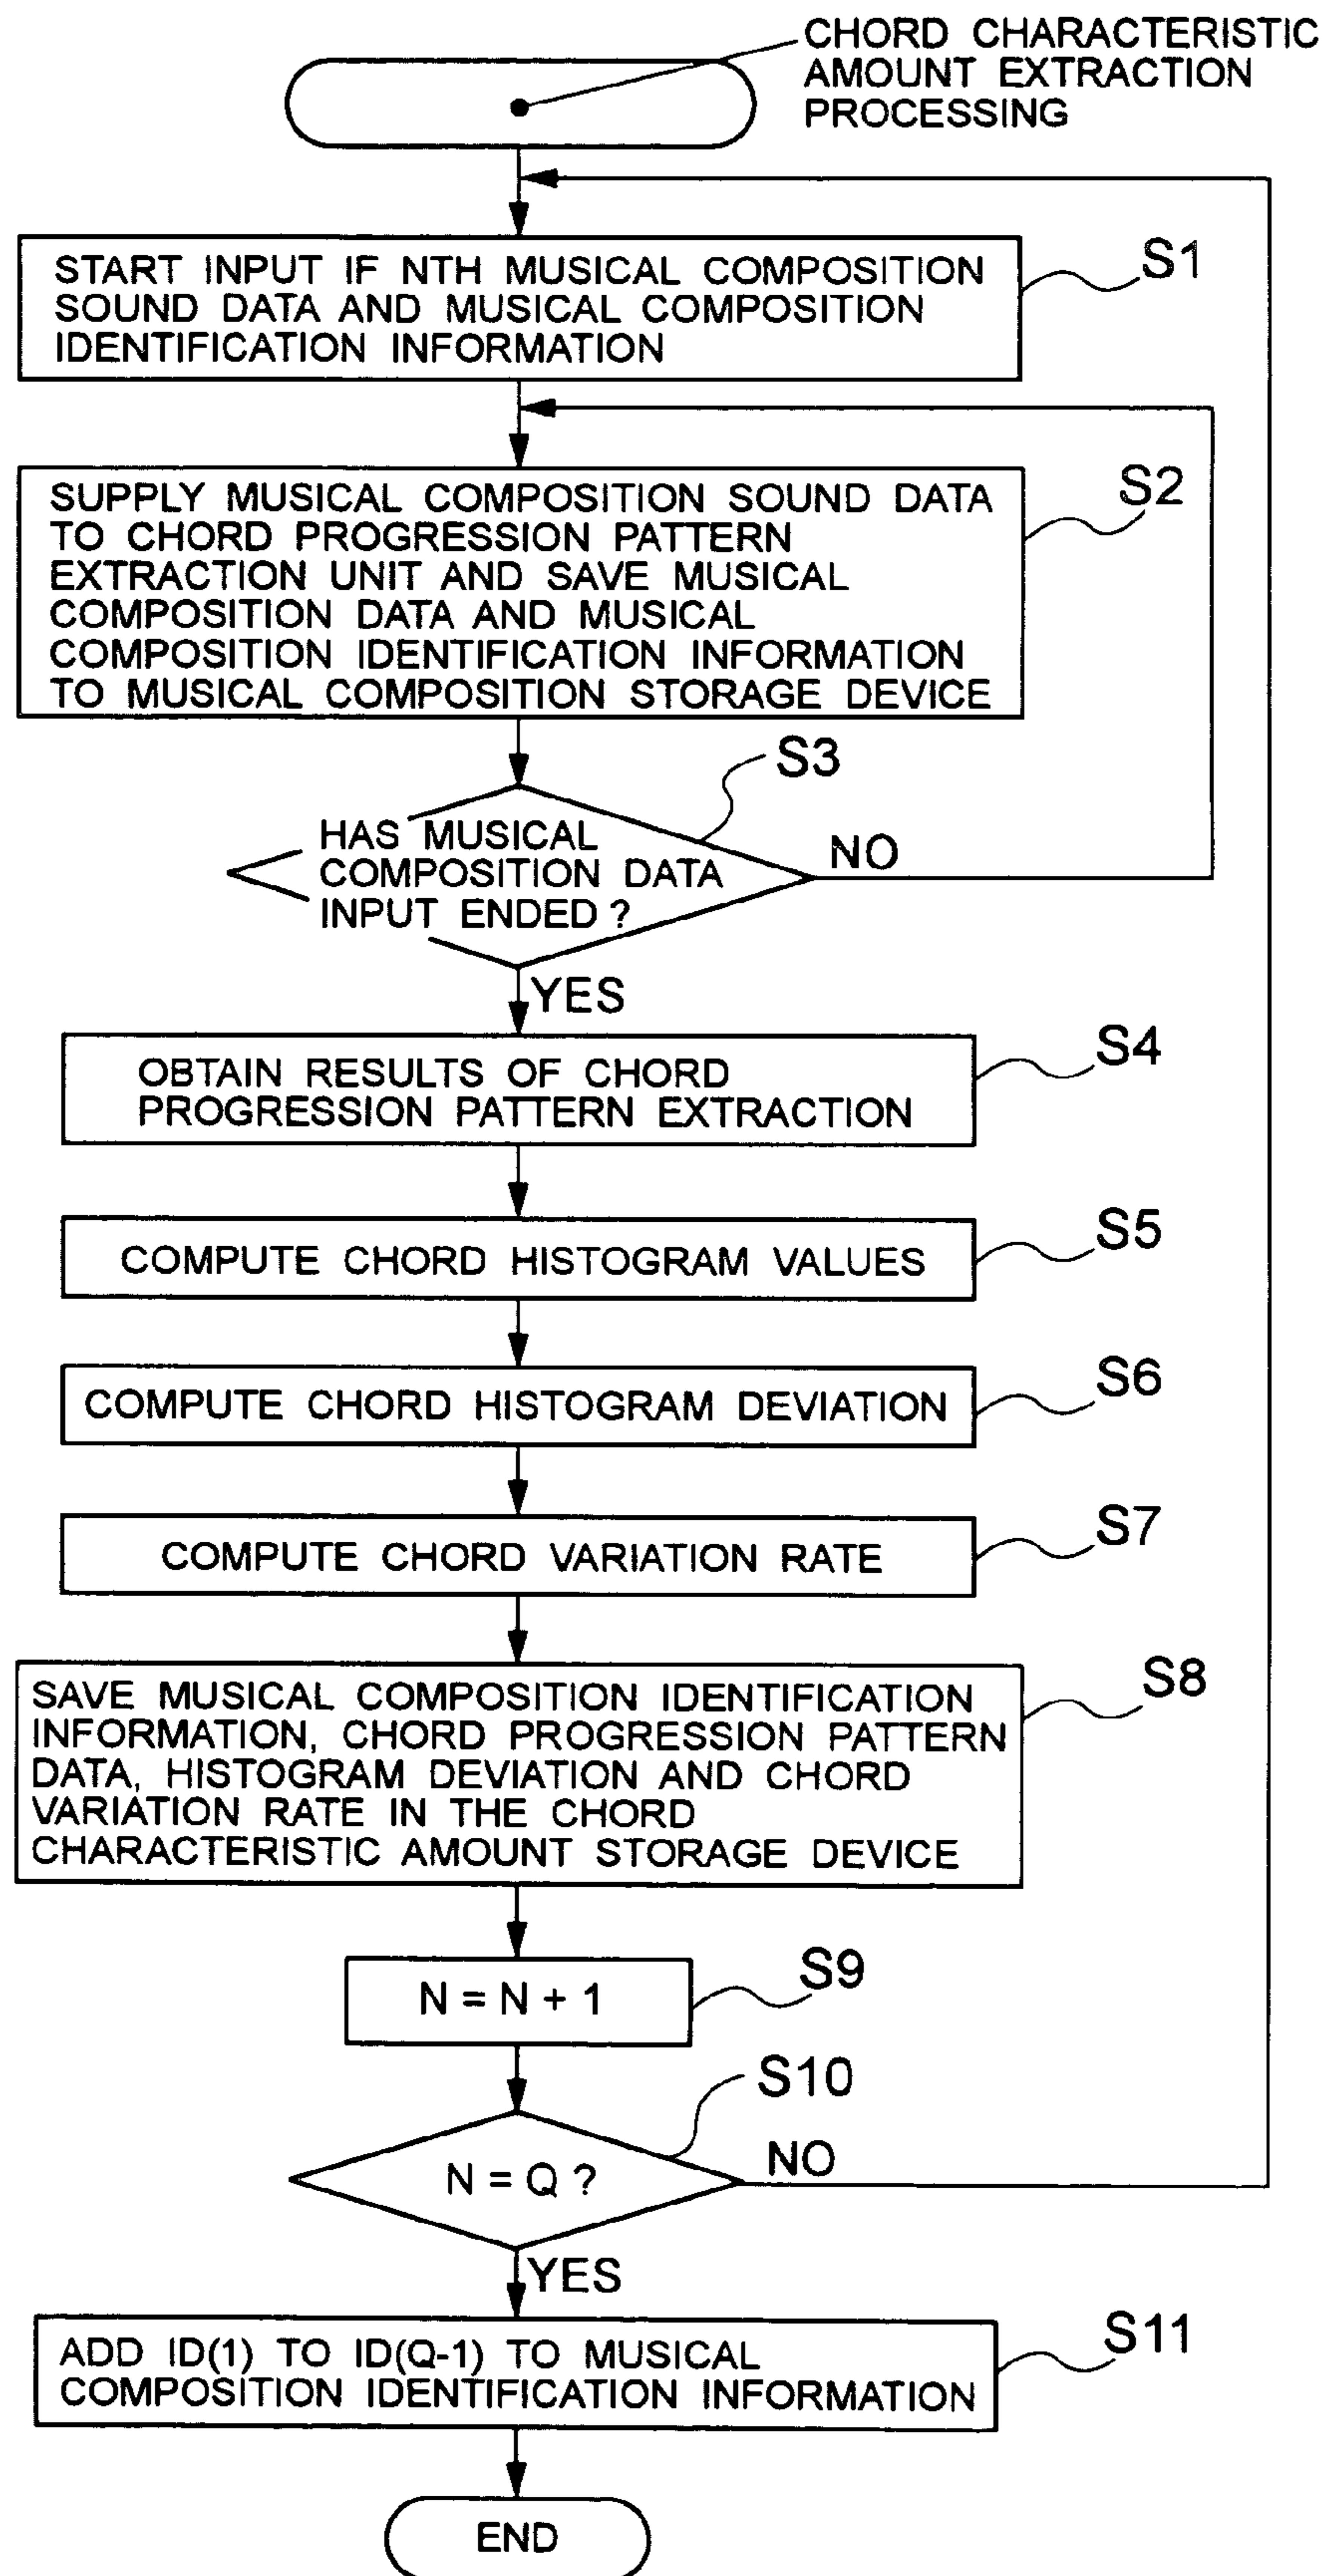 CHORD CHARACTERISTIC
AMOUNT EXTRACTION
PROCESSING
START INPUT IF NTH MUSICAL COMPOSITION
SOUND DATA AND MUSICAL COMPOSITION
IDENTIFICATION INFORMATION
S1
SUPPLY MUSICAL COMPOSITION SOUND DATA
TO CHORD PROGRESSION PATTERN
EXTRACTION UNIT AND SAVE MUSICAL
COMPOSITION DATA AND MUSICAL
COMPOSITION IDENTIFICATION INFORMATION
TO MUSICAL COMPOSITION STORAGE DEVICE
S2
S3
HAS MUSICAL
COMPOSITION DATA
INPUT ENDED ?
NO
YES
OBTAIN RESULTS OF CHORD
PROGRESSION PATTERN EXTRACTION
S4
COMPUTE CHORD HISTOGRAM VALUES
S5
COMPUTE CHORD HISTOGRAM DEVIATION
S6
COMPUTE CHORD VARIATION RATE
S7
SAVE MUSICAL COMPOSITION IDENTIFICATION
INFORMATION, CHORD PROGRESSION PATTERN
DATA, HISTOGRAM DEVIATION AND CHORD
VARIATION RATE IN THE CHORD
CHARACTERISTIC AMOUNT STORAGE DEVICE
S8
N = N + 1
S9
S10
N = Q ?
NO
YES
ADD ID(1) TO ID(Q-1) TO MUSICAL
COMPOSITION IDENTIFICATION INFORMATION
S11
END